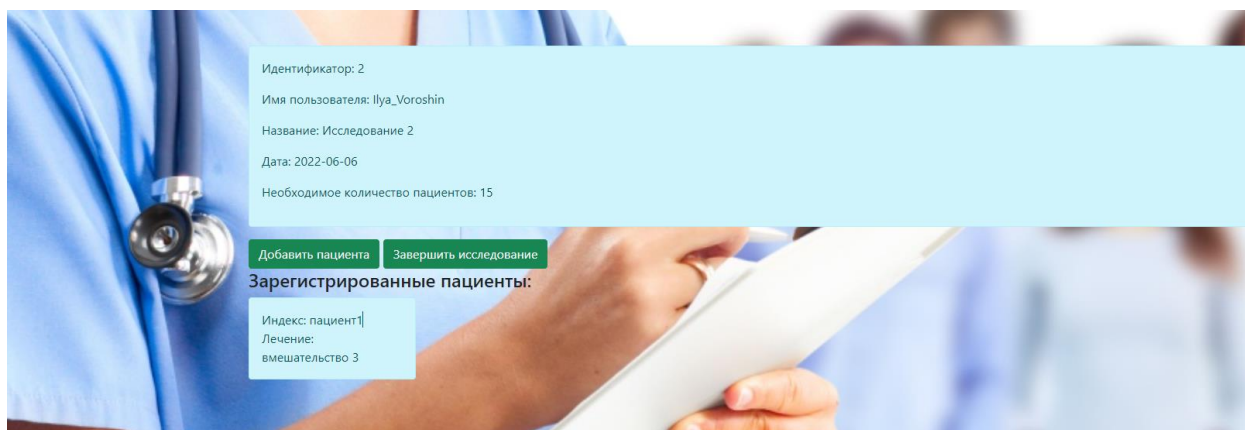 Идентификатор: 2
Имя пользователя: Ilya_Voroshin
Название: Исследование 2
Дата: 2022-06-06
Необходимое количество пациентов: 15
Добавить пациента Завершить исследование
Зарегистрированные пациенты:
Индекс: пациент1
Лечение:
вмешательство 3